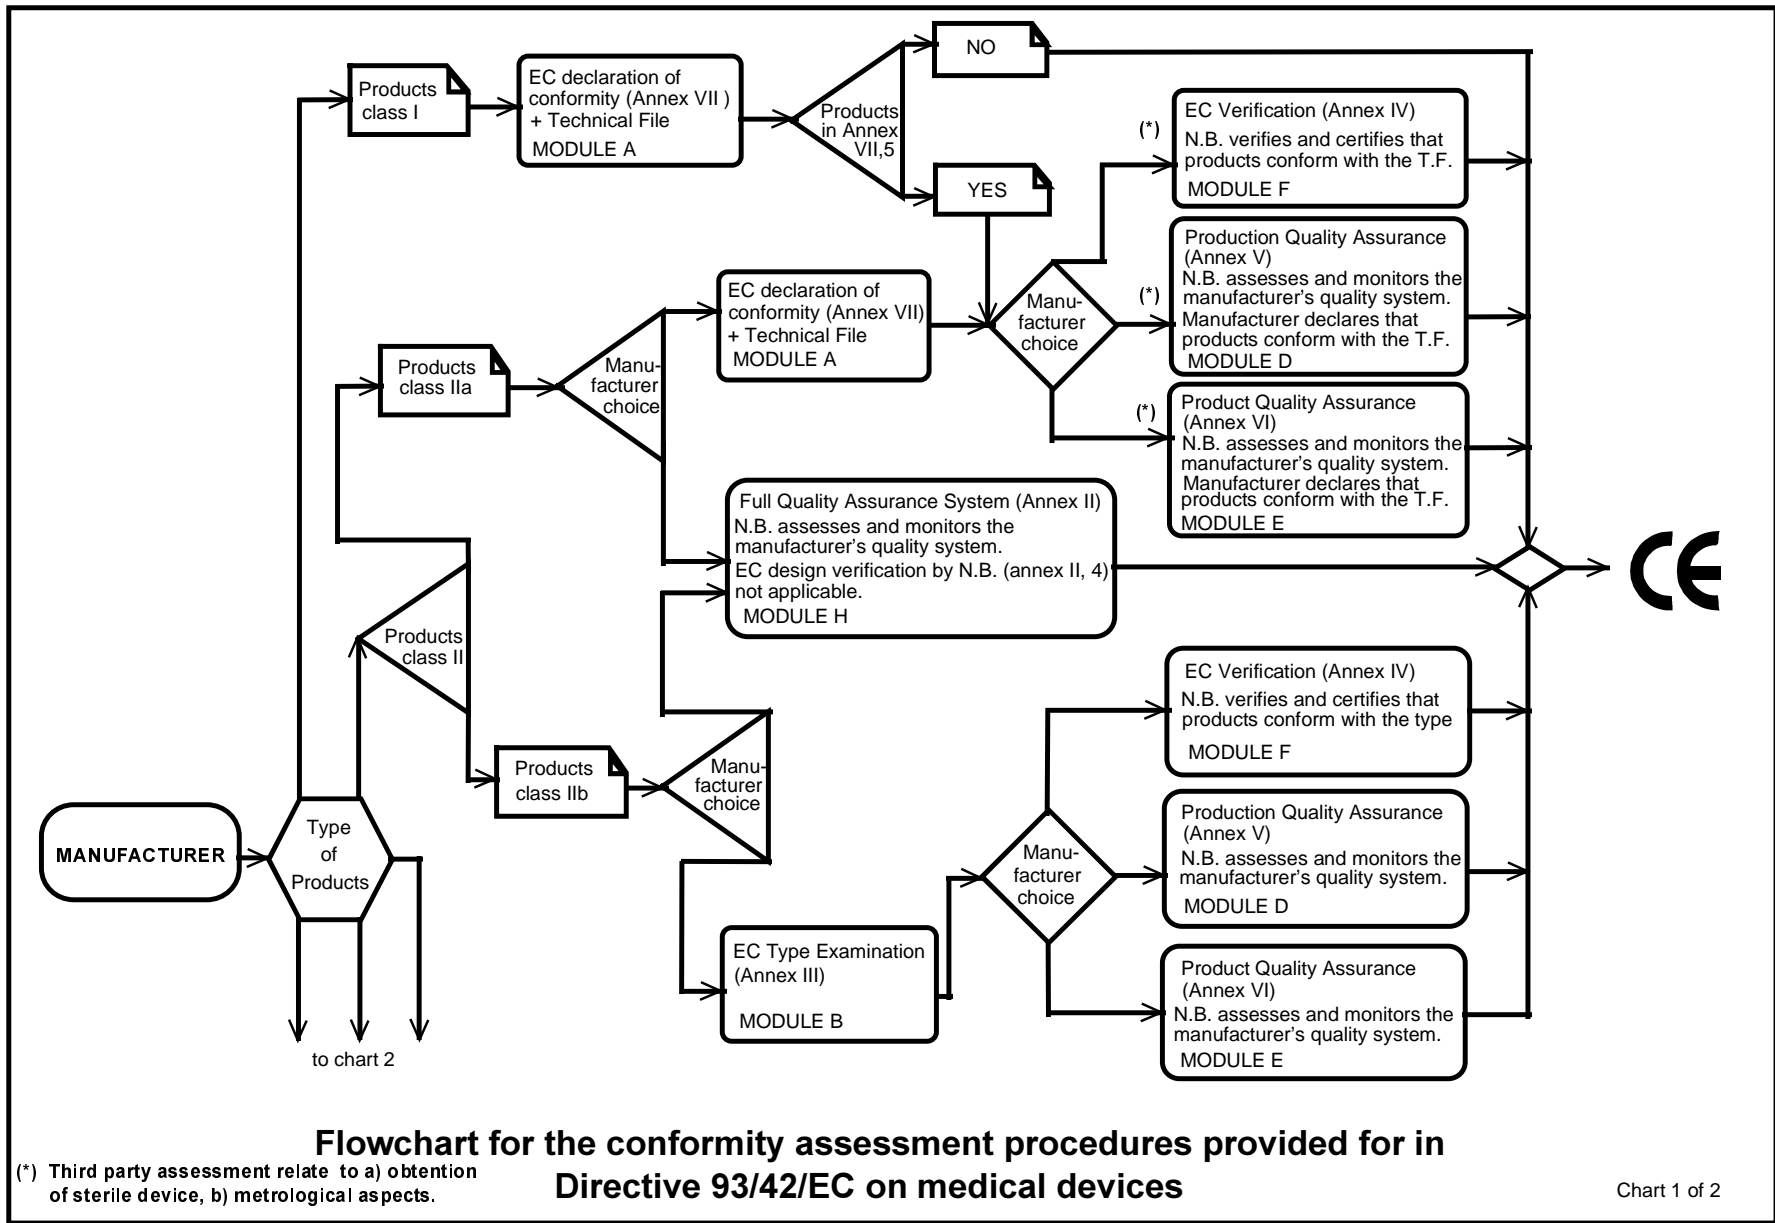 NO
Products
class I
EC declaration of
conformity (Annex VII )
+ Technical File
MODULE A
Products
in Annex
VII,5
YES
(*)
EC Verification (Annex IV)
N.B. verifies and certifies that
products conform with the T.F.
MODULE F
(*)
Production Quality Assurance
(Annex V)
N.B. assesses and monitors the
manufacturer’s quality system.
Manufacturer declares that
products conform with the T.F.
MODULE D
Products
class IIa
Manu-
facturer
choice
EC declaration of
conformity (Annex VII)
+ Technical File
MODULE A
Manu-
facturer
choice
(*)
Product Quality Assurance
(Annex VI)
N.B. assesses and monitors the
manufacturer’s quality system.
Manufacturer declares that
products conform with the T.F.
MODULE E
Full Quality Assurance System (Annex II)
N.B. assesses and monitors the
manufacturer’s quality system.
EC design verification by N.B. (annex II, 4)
not applicable.
MODULE H
CE
Products
class II
Products
class IIb
Manu-
facturer
choice
EC Verification (Annex IV)
N.B. verifies and certifies that
products conform with the type
MODULE F
MANUFACTURER
Type
of
Products
Manu-
facturer
choice
Production Quality Assurance
(Annex V)
N.B. assesses and monitors the
manufacturer’s quality system.
MODULE D
EC Type Examination
(Annex III)
MODULE B
Product Quality Assurance
(Annex VI)
N.B. assesses and monitors the
manufacturer’s quality system.
MODULE E
to chart 2
Flowchart for the conformity assessment procedures provided for in
Directive 93/42/EC on medical devices
(*) Third party assessment relate to a) obtention
of sterile device, b) metrological aspects.
Chart 1 of 2